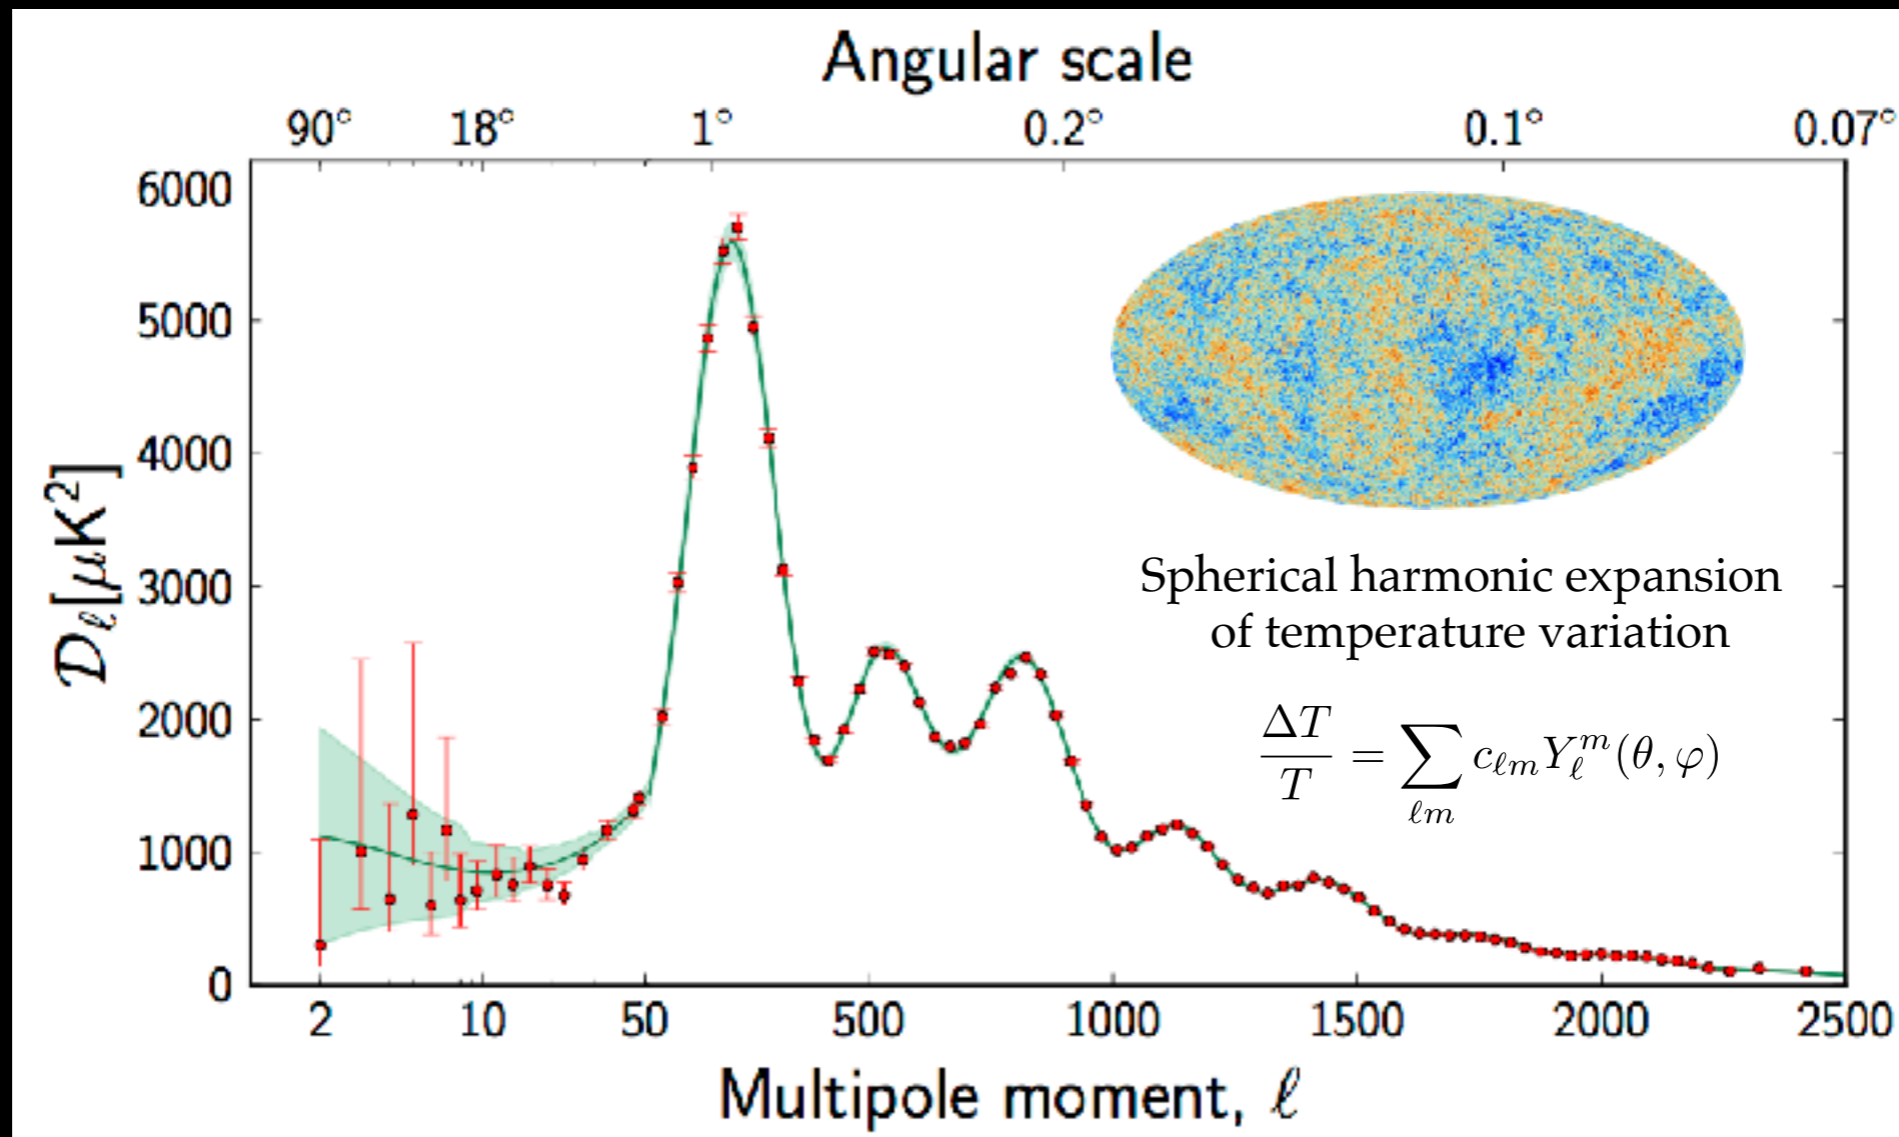 Angular scale
90° 18° 1° 0.2° 0.1° 0.07°
6000
5000
4000
3000
2000
1000
0
𝒟ℓ[μK²]
Spherical harmonic expansion
of temperature variation
ΔT/T = ∑ℓm cℓm Yℓ^m(θ, φ)
2 10 50 500 1000 1500 2000 2500
Multipole moment, ℓ